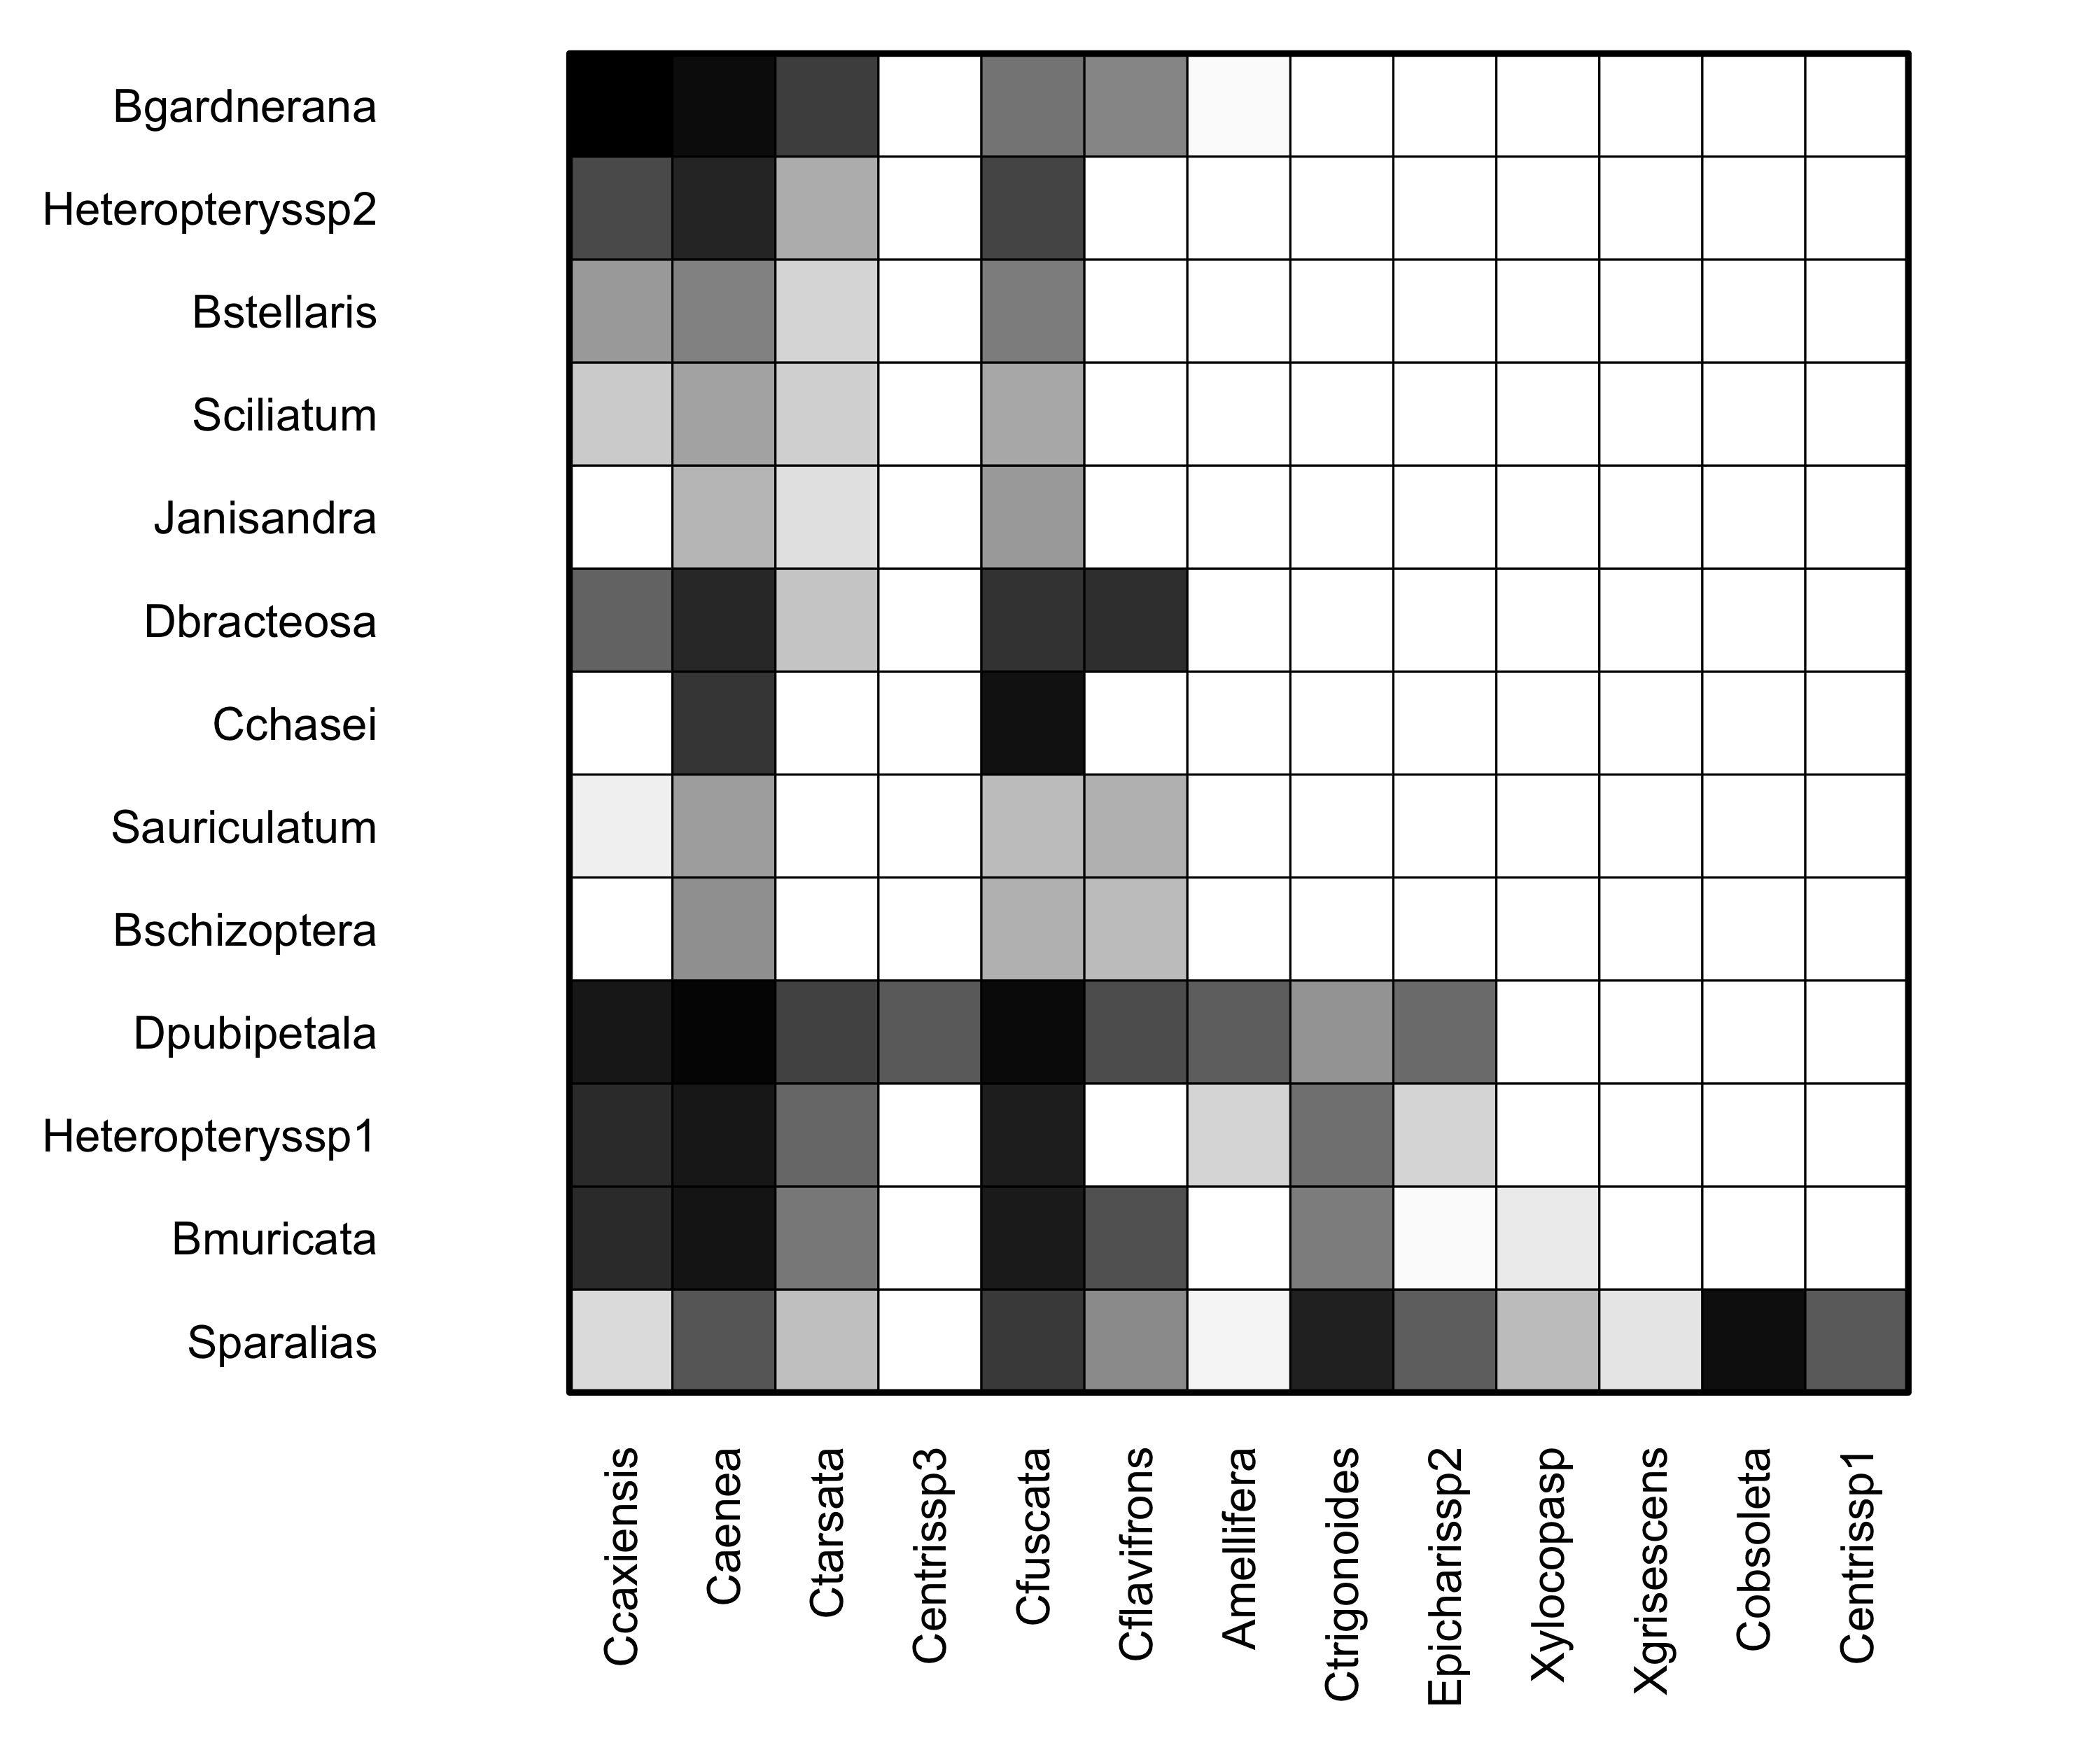 Bgardnerana
Heteropteryssp2
Bstellaris
Sciliatum
Janisandra
Dbracteosa
Cchasei
Sauriculatum
Bschizoptera
Dpubipetala
Heteropteryssp1
Bmuricata
Sparalias
Ccaxiensis
Caenea
Ctarsata
Centrissp3
Cfuscata
Cflavifrons
Amellifera
Ctrigonoides
Epicharissp2
Xylocopasp
Xgrisescens
Cobsoleta
Centrissp1